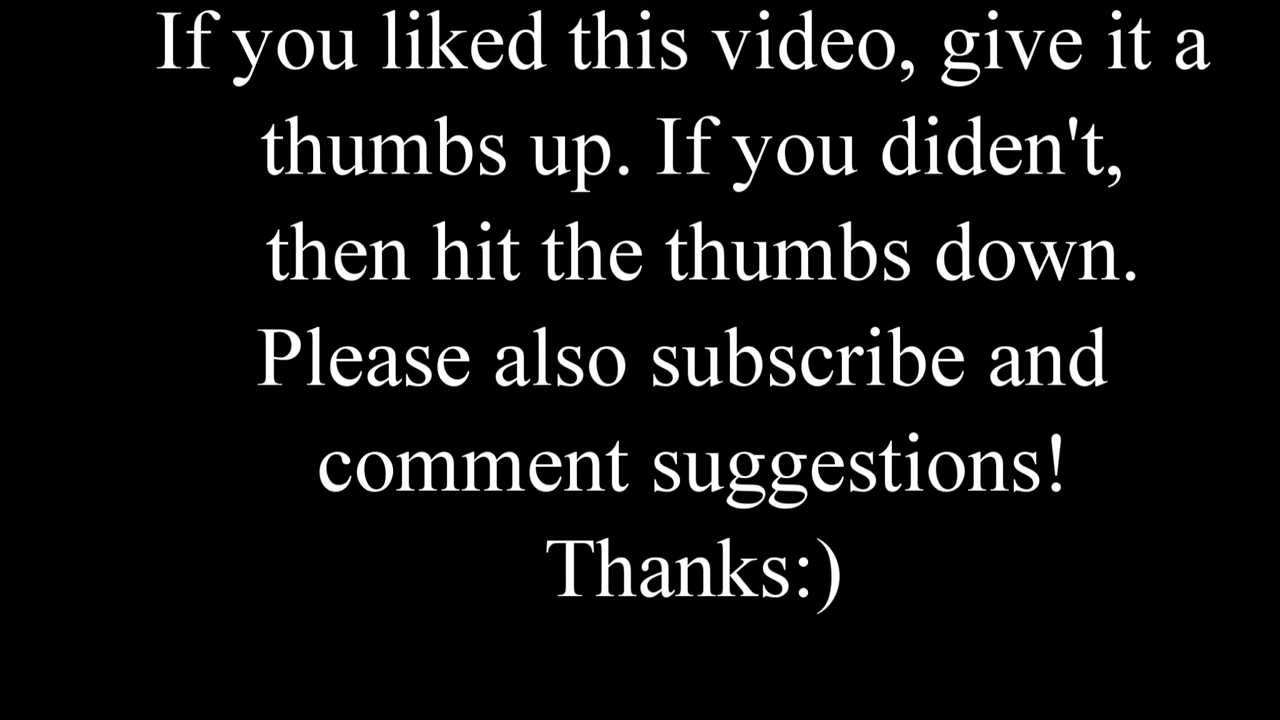 If you liked this video, give it a
thumbs up. If you diden't,
then hit the thumbs down.
Please also subscribe and
comment suggestions!
Thanks:)